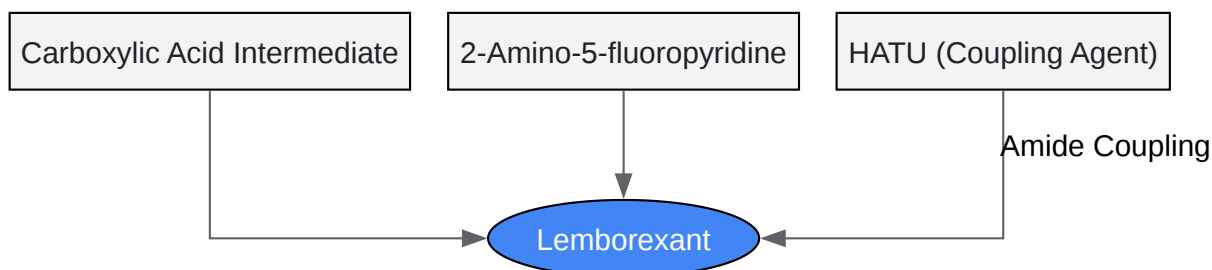 Carboxylic Acid Intermediate
2-Amino-5-fluoropyridine
HATU (Coupling Agent)
Amide Coupling
Lemborexant